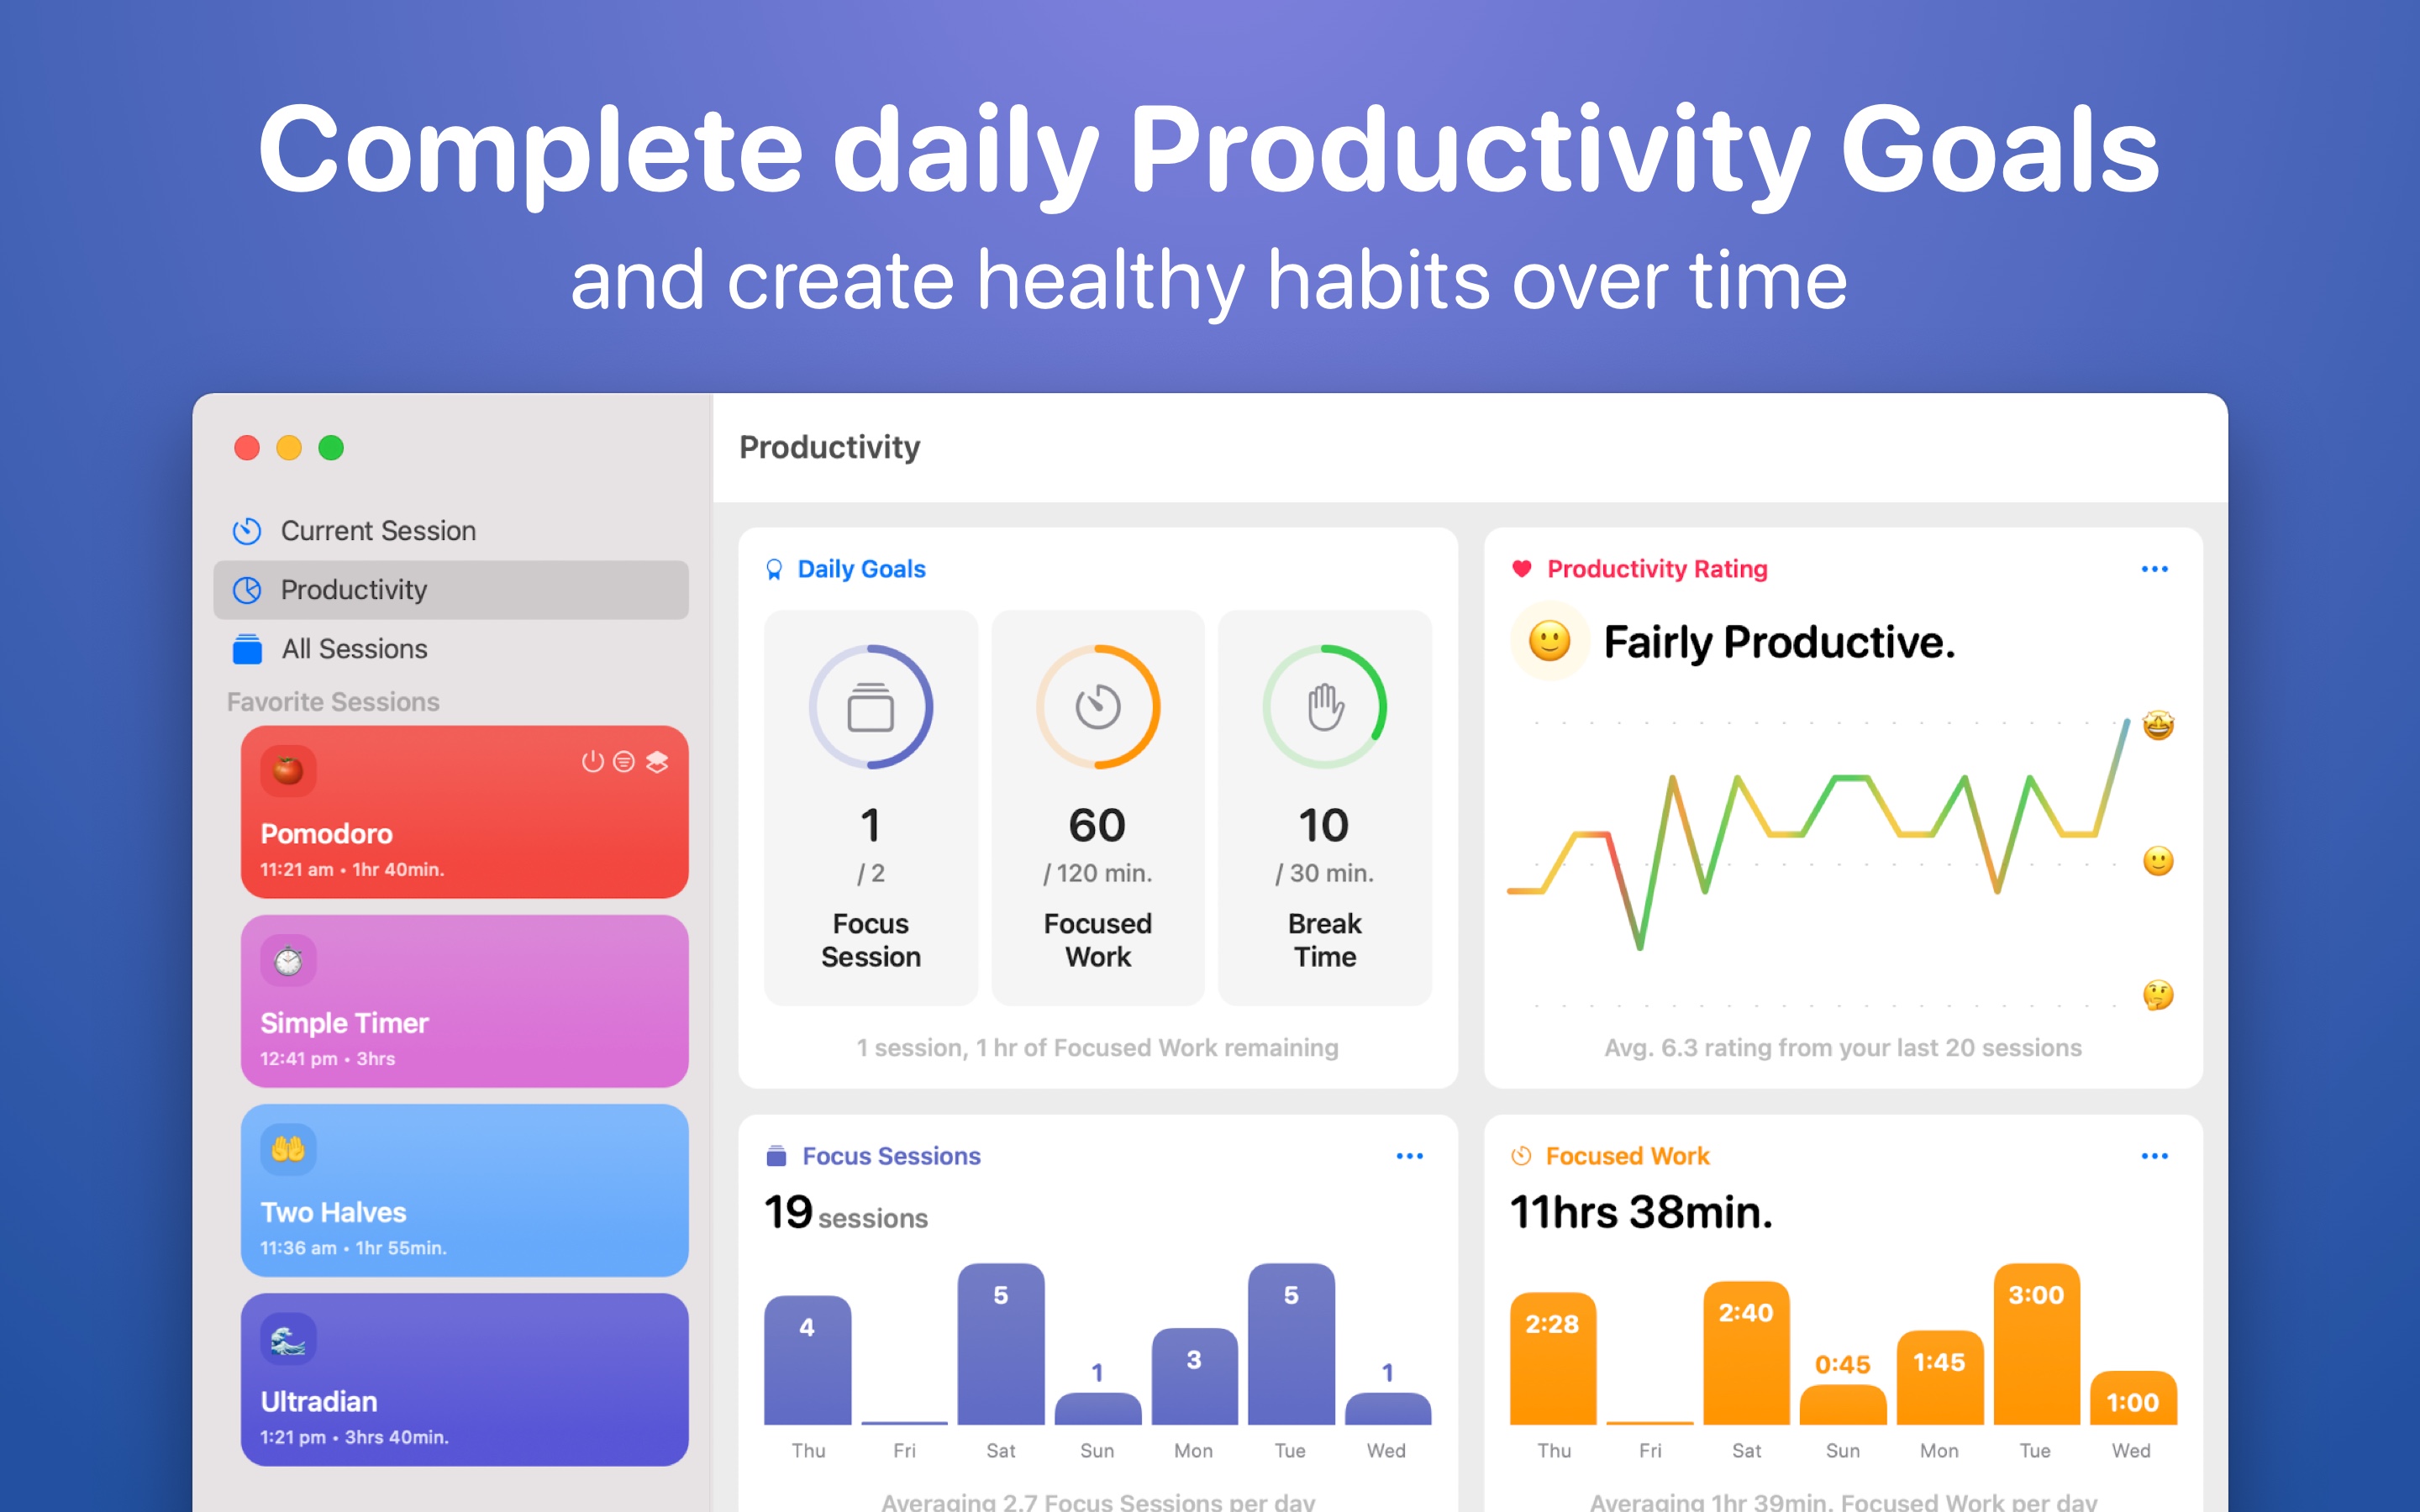 Complete daily Productivity Goals
and create healthy habits over time
Current Session
Productivity
All Sessions
Favorite Sessions
Pomodoro
11:21 am • 1hr 40min.
Simple Timer
12:41 pm • 3hrs
Two Halves
11:36 am • 1hr 55min.
Ultradian
1:21 pm • 3hrs 40min.
Productivity
Daily Goals
1
/ 2
Focus
Session
60
/ 120 min.
Focused
Work
10
/ 30 min.
Break
Time
1 session, 1 hr of Focused Work remaining
Productivity Rating
Fairly Productive.
Avg. 6.3 rating from your last 20 sessions
Focus Sessions
19 sessions
4 5 1 3 5 1
Thu Fri Sat Sun Mon Tue Wed
Averaging 2.7 Focus Sessions per day
Focused Work
11hrs 38min.
2:28 2:40 0:45 1:45 3:00 1:00
Thu Fri Sat Sun Mon Tue Wed
Averaging 1hr 39min. Focused Work per day